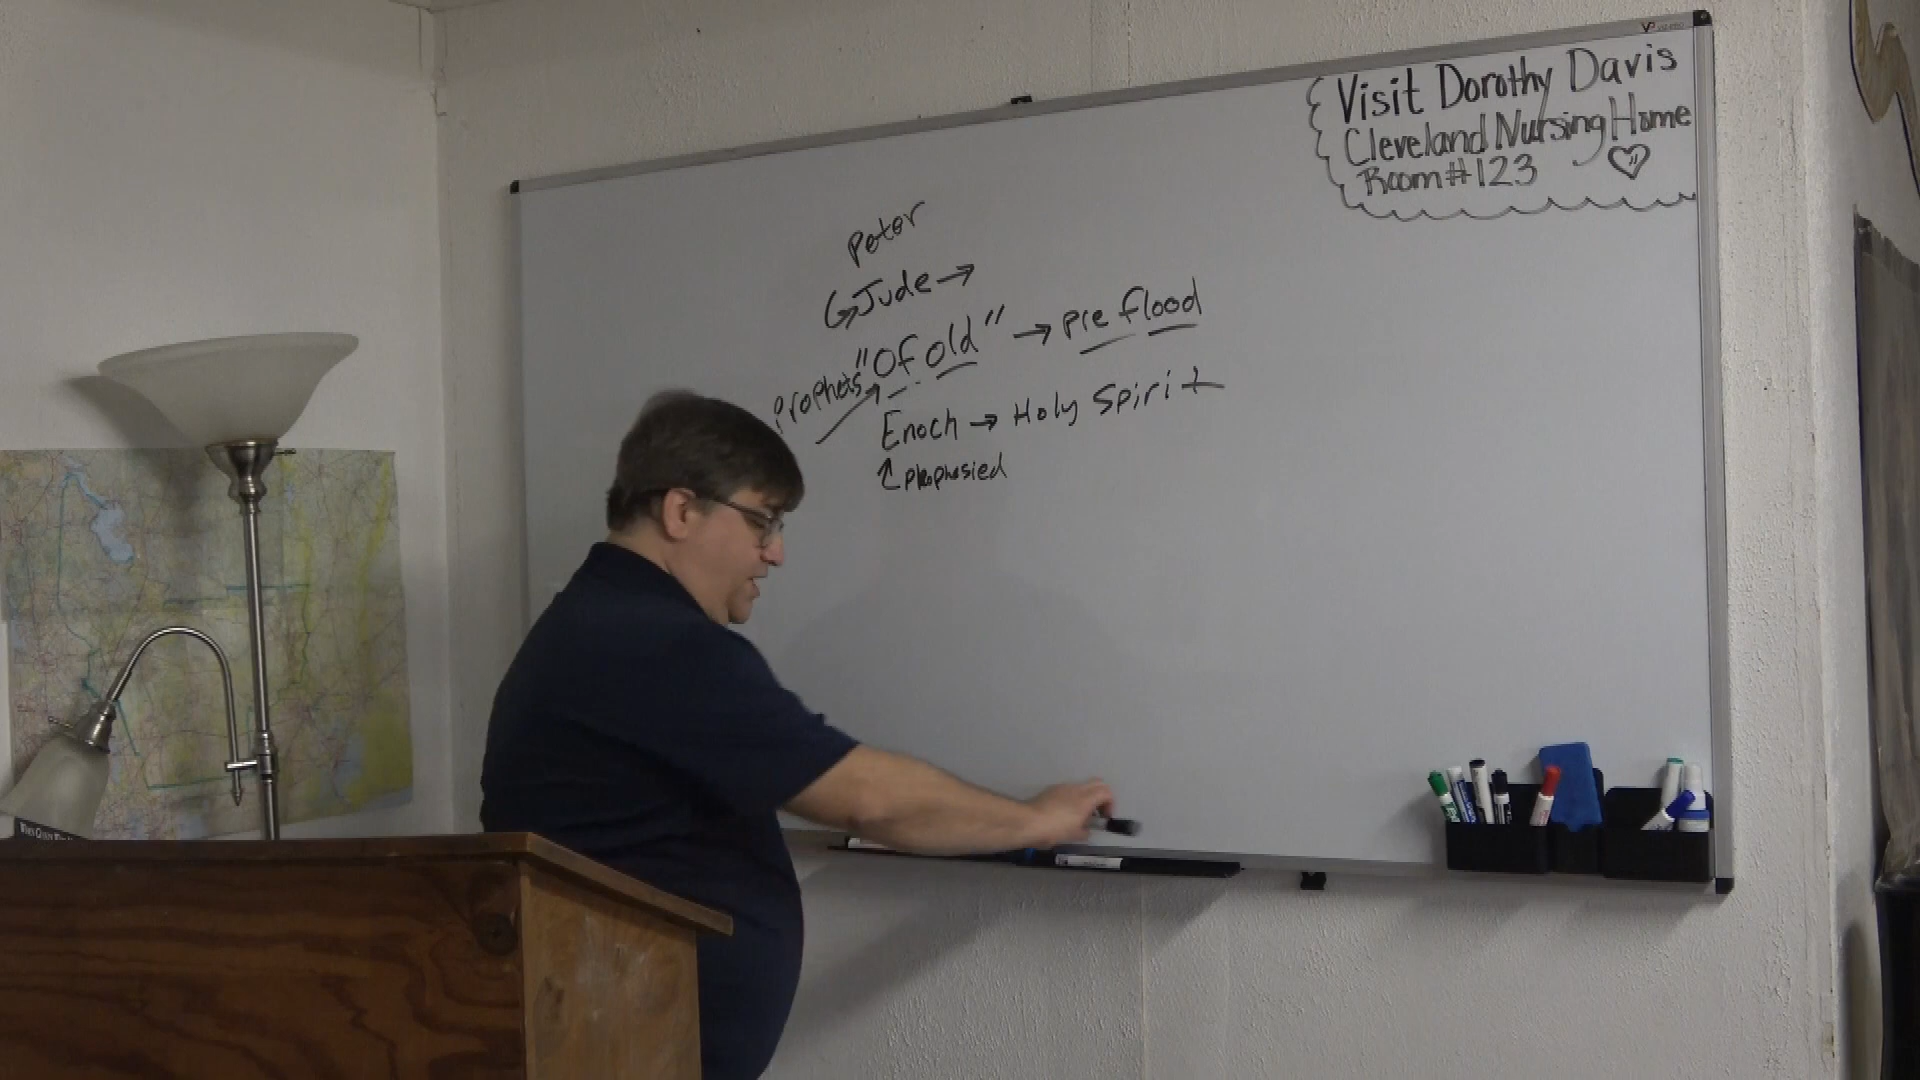 Visit Dorothy Davis
Cleveland Nursing Home
Room #123
Peter
Jude →
"Of old" → Pre flood
Prophets
Enoch → Holy Spirit
prophesied